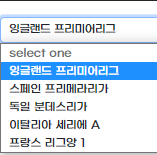 잉글랜드 프리미어리그
select one
잉글랜드 프리미어리그
스페인 프리메라리가
독일 분데스리가
이탈리아 세리에 A
프랑스 리그앙 1